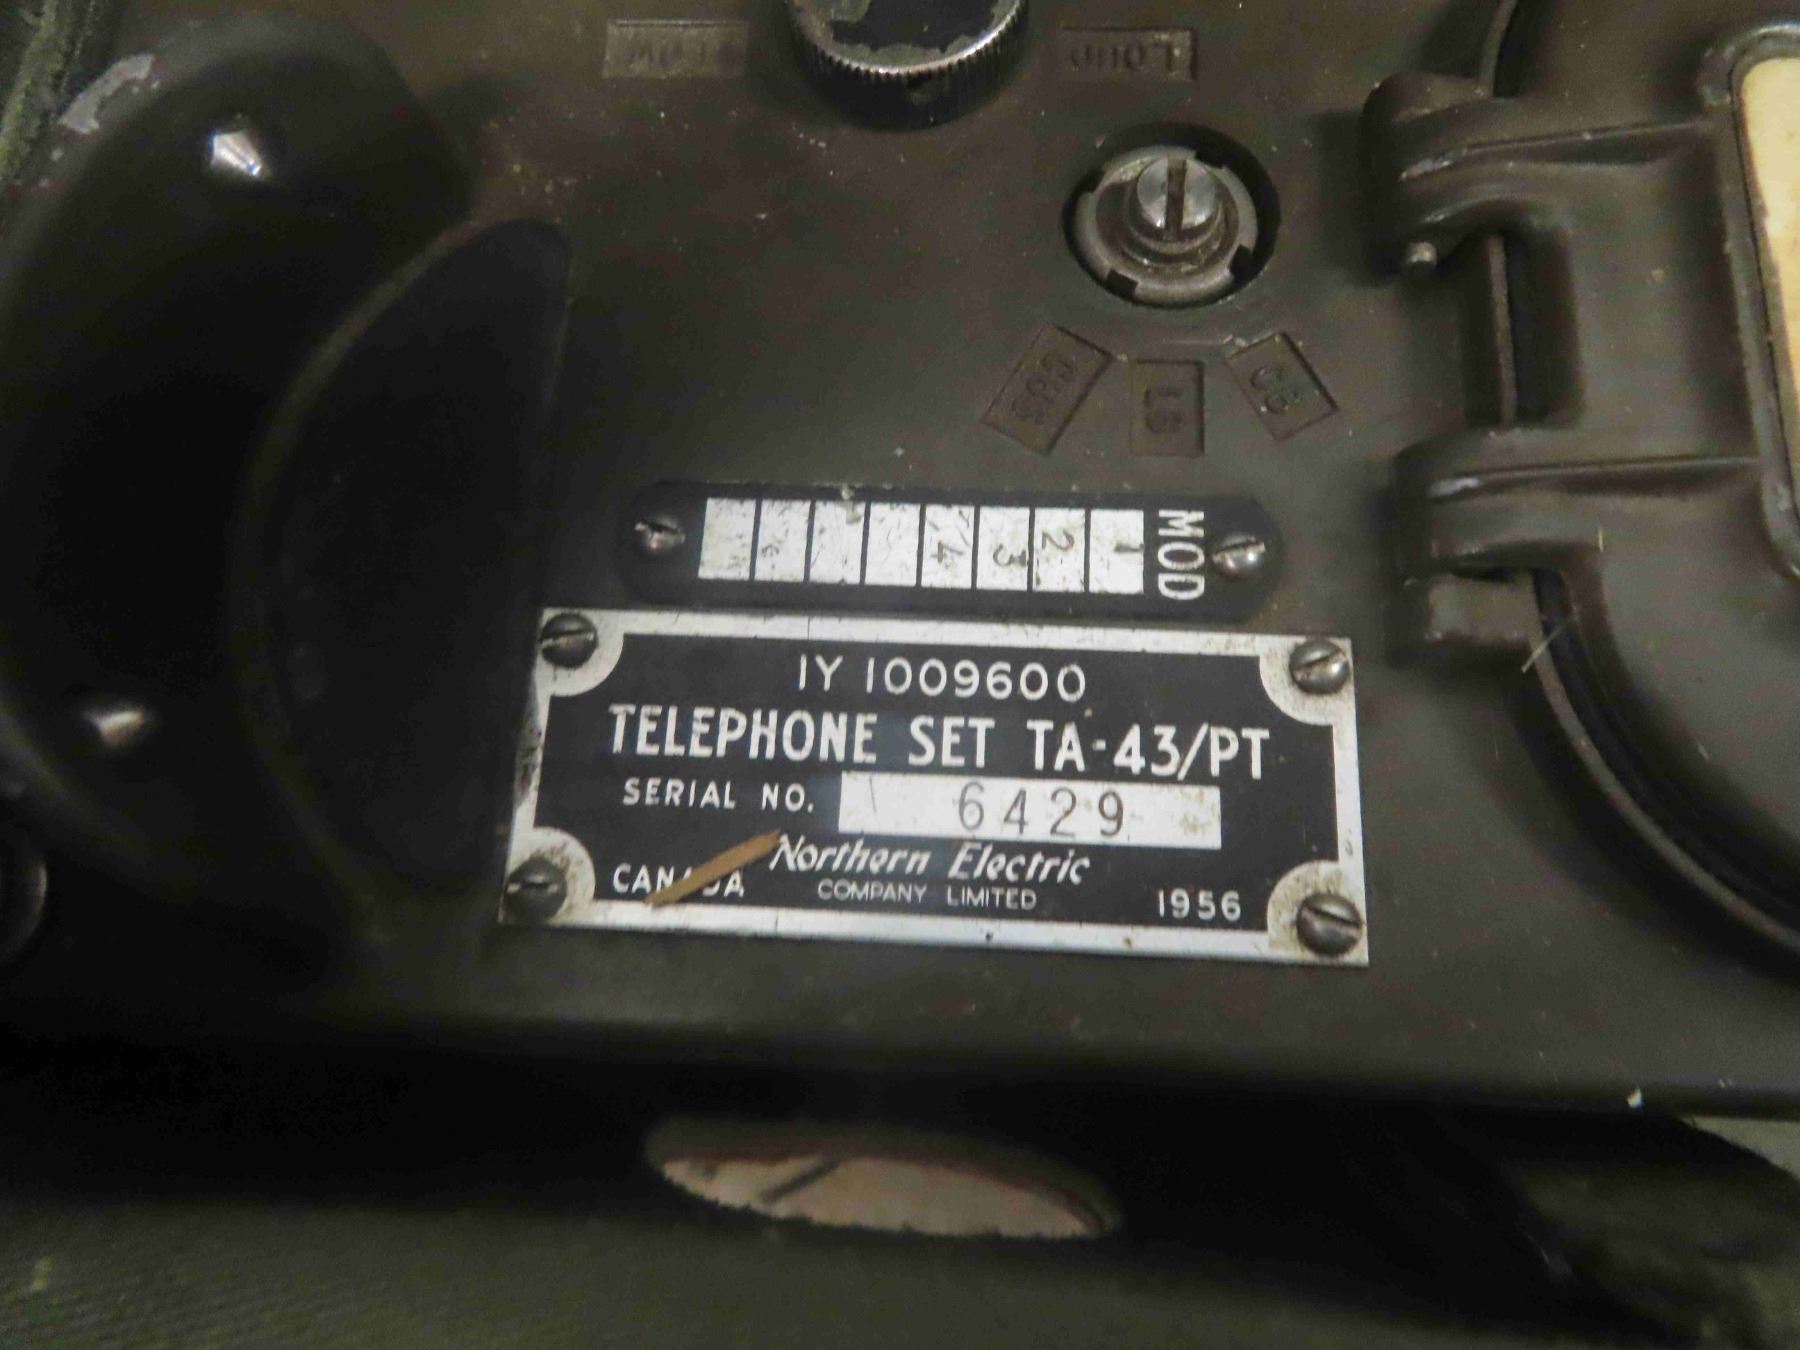 LOW
LOUD
CBS
LB
CB
MOD
1
2
3
4
1Y 1009600
TELEPHONE SET TA-43/PT
SERIAL NO. 6429
Northern Electric
COMPANY LIMITED
CANADA
1956